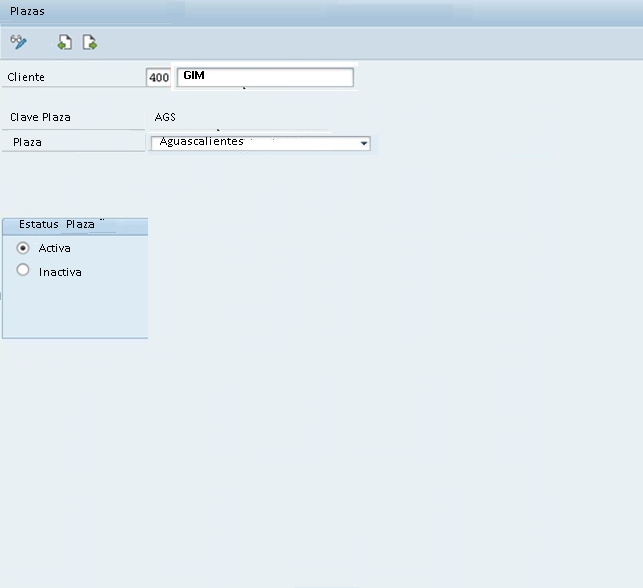 Plazas
Cliente 400 GIM
Clave Plaza AGS
Plaza Aguascalientes
Estatus Plaza
Activa
Inactiva